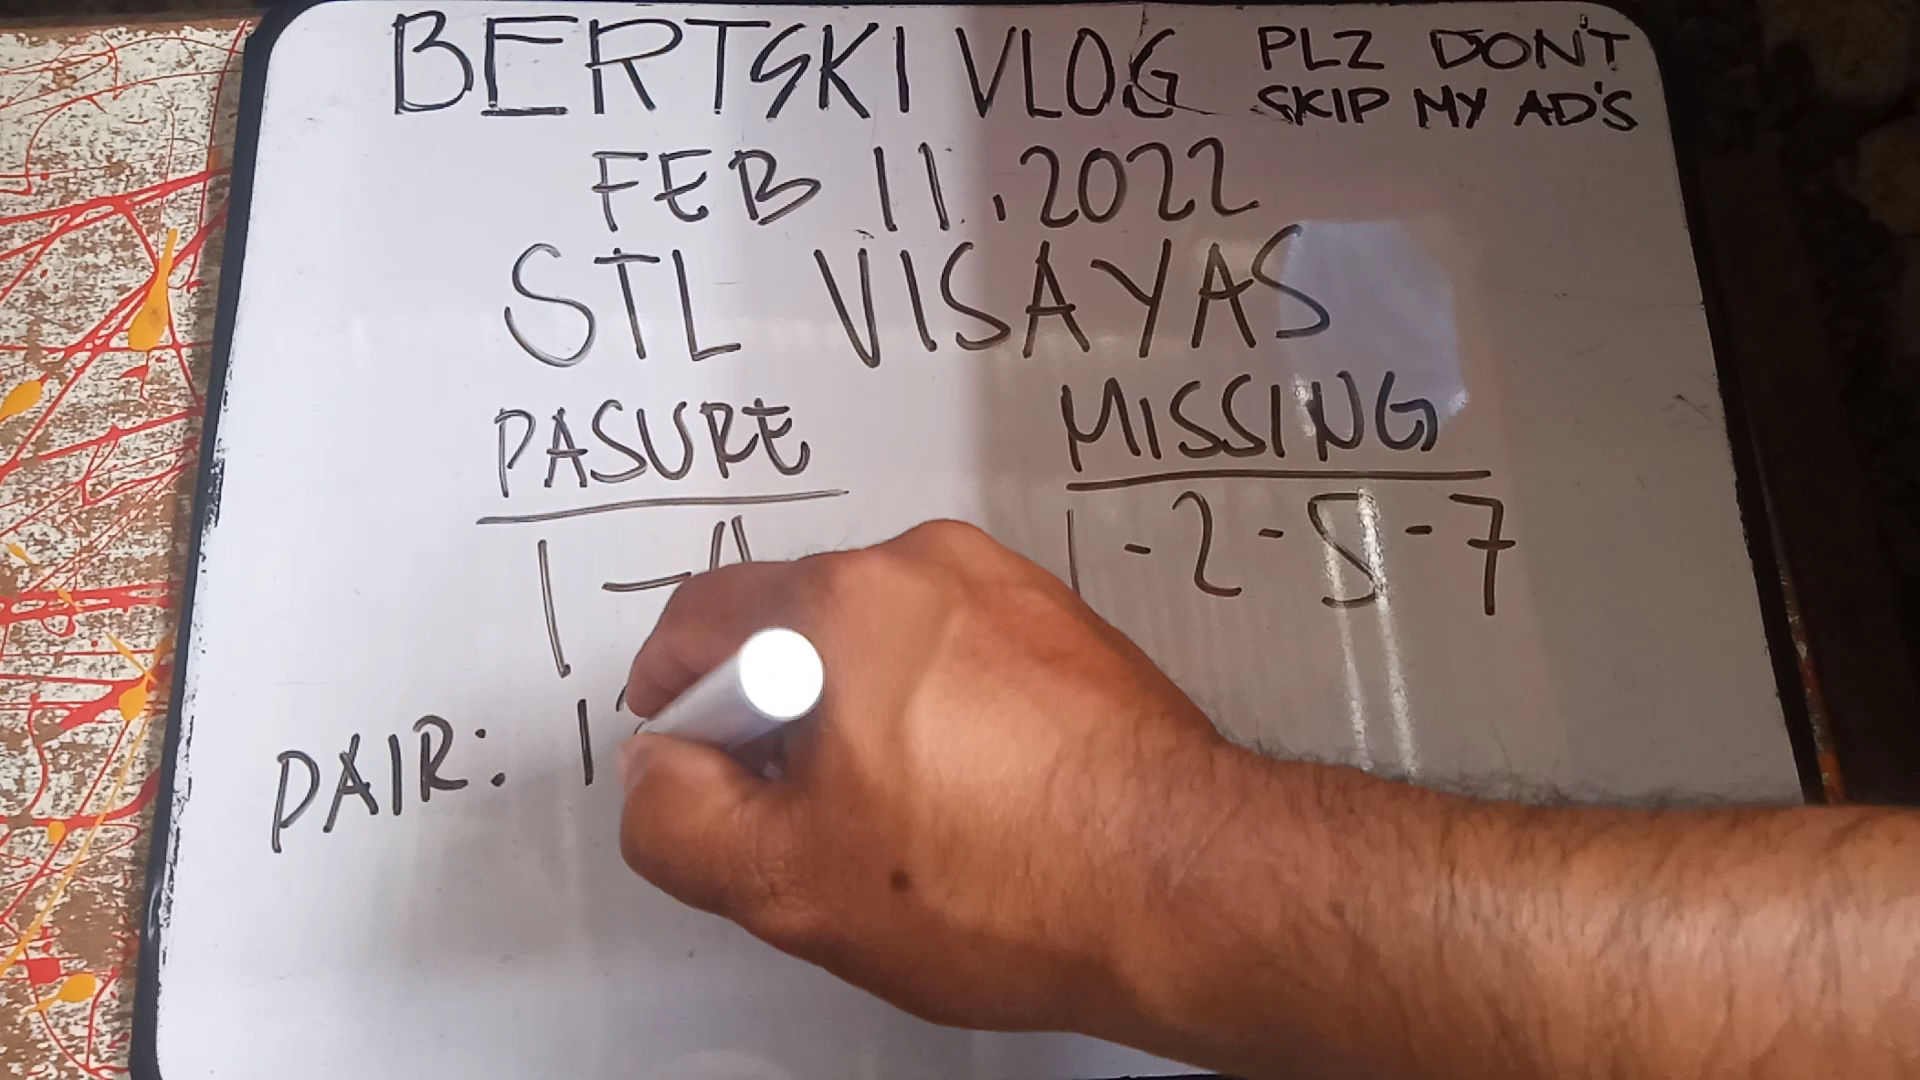 BERTSKI VLOG
PLZ DON'T
SKIP MY AD'S
FEB 11.2022
STL VISAYAS
PASURE
MISSING
1 -
1 - 2 - 5 - 7
PAIR: 1